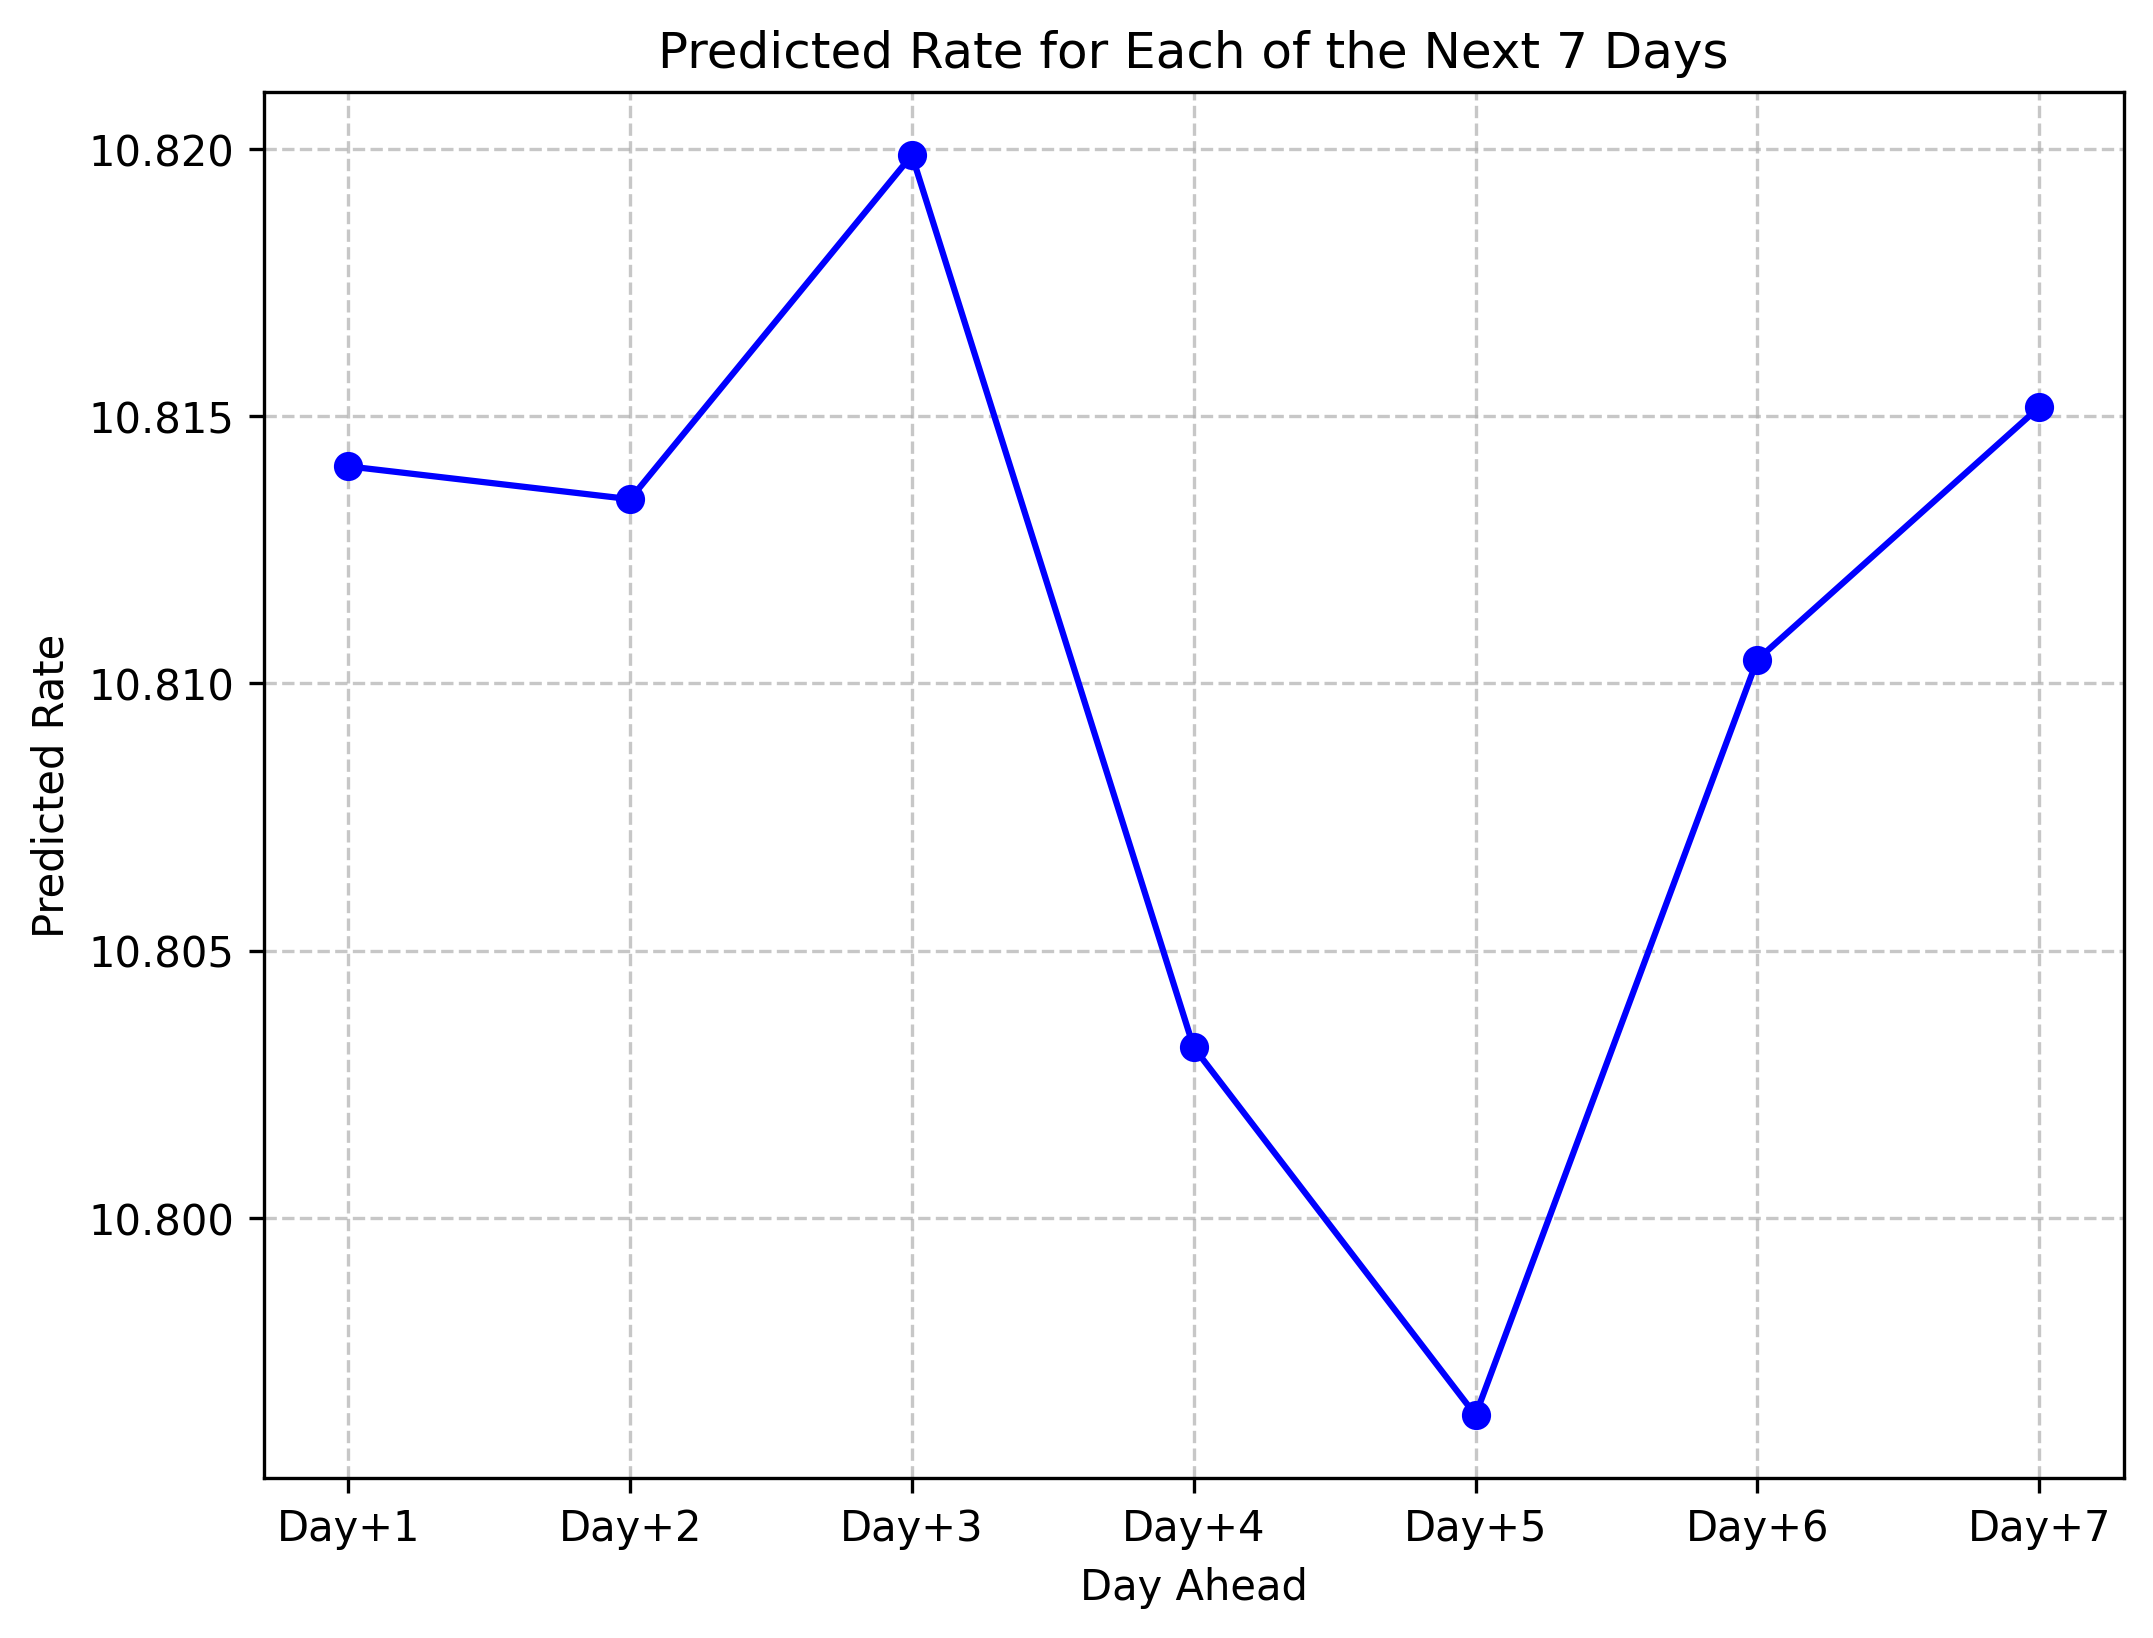 Predicted Rate for Each of the Next 7 Days
10.820
10.815
10.810
10.805
10.800
Predicted Rate
Day+1 Day+2 Day+3 Day+4 Day+5 Day+6 Day+7
Day Ahead